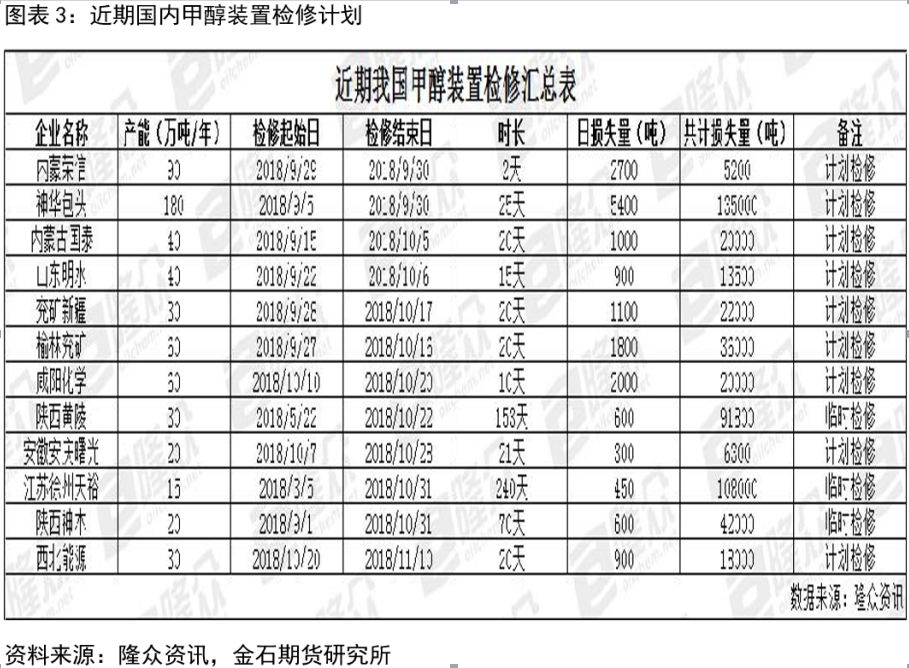 图表 3：近期国内甲醇装置检修计划
近期我国甲醇装置检修汇总表
企业名称 产能（万吨/年） 检修起始日 检修结束日 时长 日损失量（吨） 共计损失量（吨） 备注
内蒙荣信 90 2018/9/30 2天 2700 计划检修
神华包头 180 2018/9/5 2018/9/30 25天 5400 135000 计划检修
内蒙古国泰 40 2018/9/15 2018/10/5 20天 1000 20000 计划检修
山东明水 40 2018/9/22 2018/10/6 15天 900 13500 计划检修
兖矿新疆 30 2018/9/28 2018/10/17 20天 1100 22000 计划检修
榆林兖矿 60 2018/9/27 2018/10/16 20天 1800 36000 计划检修
咸阳化学 60 2018/10/10 2018/10/20 10天 2000 20000 计划检修
陕西黄陵 30 2018/5/22 2018/10/22 153天 600 91800 临时检修
安徽安庆曙光 20 2018/10/7 2018/10/28 21天 300 6300 计划检修
江苏徐州天裕 15 2018/3/5 2018/10/31 240天 450 108000 临时检修
陕西神木 20 2018/10/31 70天 600 42000 临时检修
西北能源 30 2018/10/20 2018/11/10 20天 900 18000 计划检修
数据来源：隆众资讯
资料来源：隆众资讯，金石期货研究所